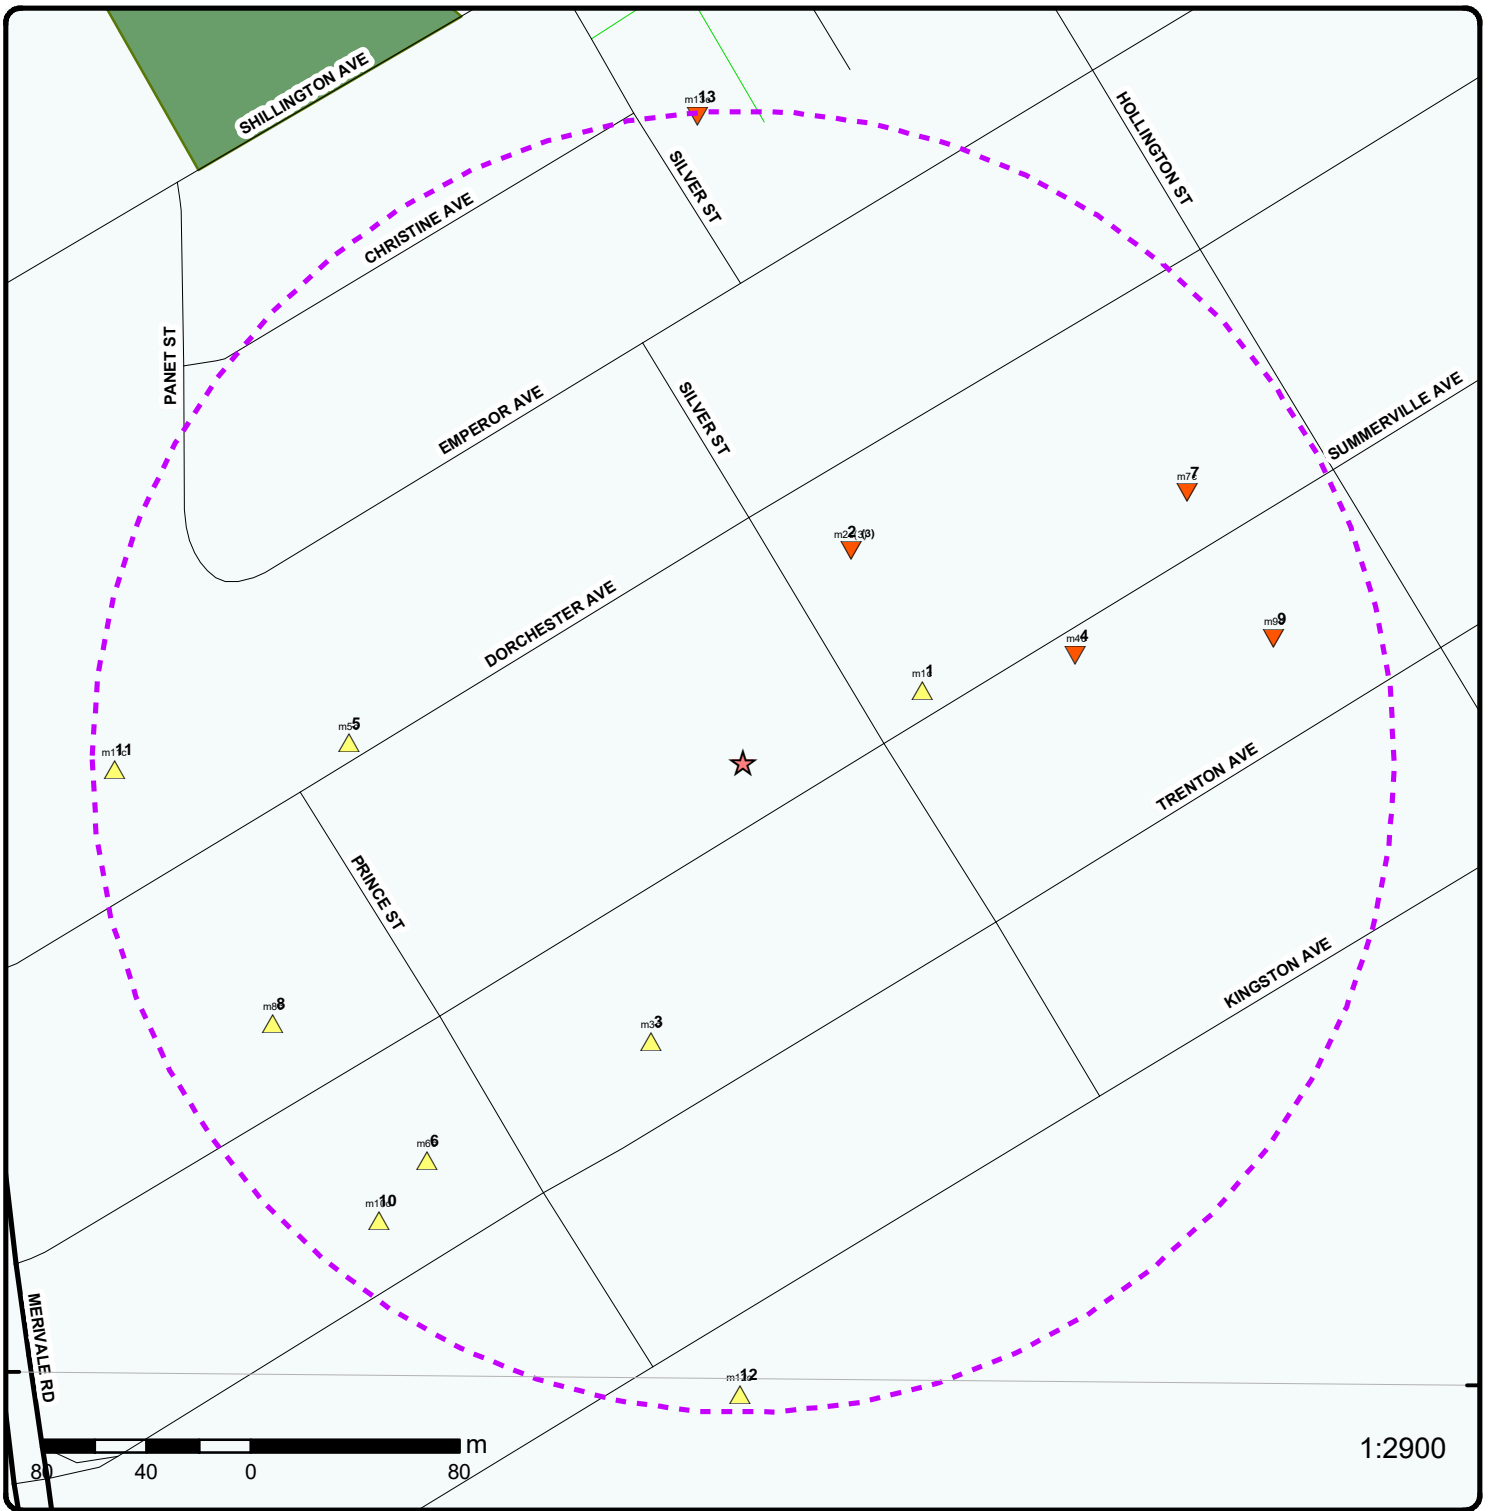 SHILLINGTON AVE
13
HOLLINGTON ST
SILVER ST
CHRISTINE AVE
PANET ST
EMPEROR AVE
SILVER ST
SUMMERVILLE AVE
7
2 (3)
DORCHESTER AVE
9
4
1
5
11
TRENTON AVE
PRINCE ST
KINGSTON AVE
8
3
6
10
MERIVALE RD
12
m
80 40 0 80
1:2900